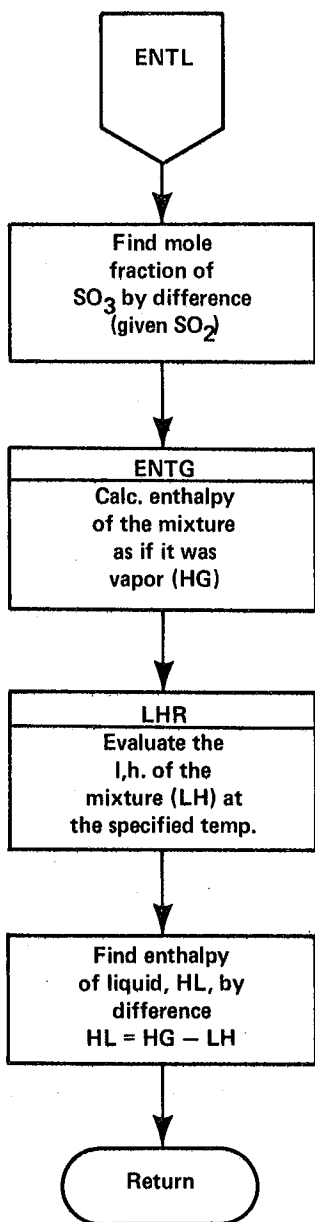 ENTL
Find mole
fraction of
SO3 by difference
(given SO2)
ENTG
Calc. enthalpy
of the mixture
as if it was
vapor (HG)
LHR
Evaluate the
l,h. of the
mixture (LH) at
the specified temp.
Find enthalpy
of liquid, HL, by
difference
HL = HG — LH
Return